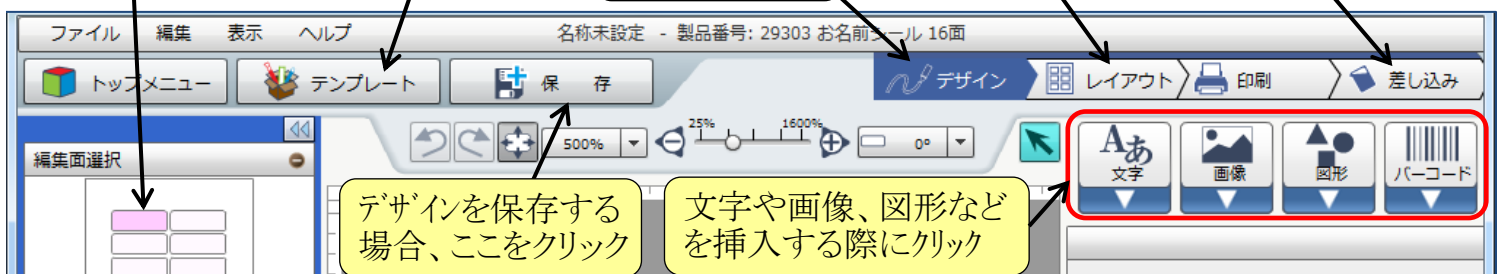 ファイル 編集 表示 ヘルプ 名称未設定 - 製品番号: 29303 お名前シール 16面
トップメニュー テンプレート 保 存 デザイン レイアウト 印刷 差し込み
500% 25% 1600% 0°
編集面選択
Aあ 文字 画像 図形 バーコード
ﾃﾞｻﾞｲﾝを保存する
場合、ここをｸﾘｯｸ
文字や画像、図形など
を挿入する際にｸﾘｯｸ